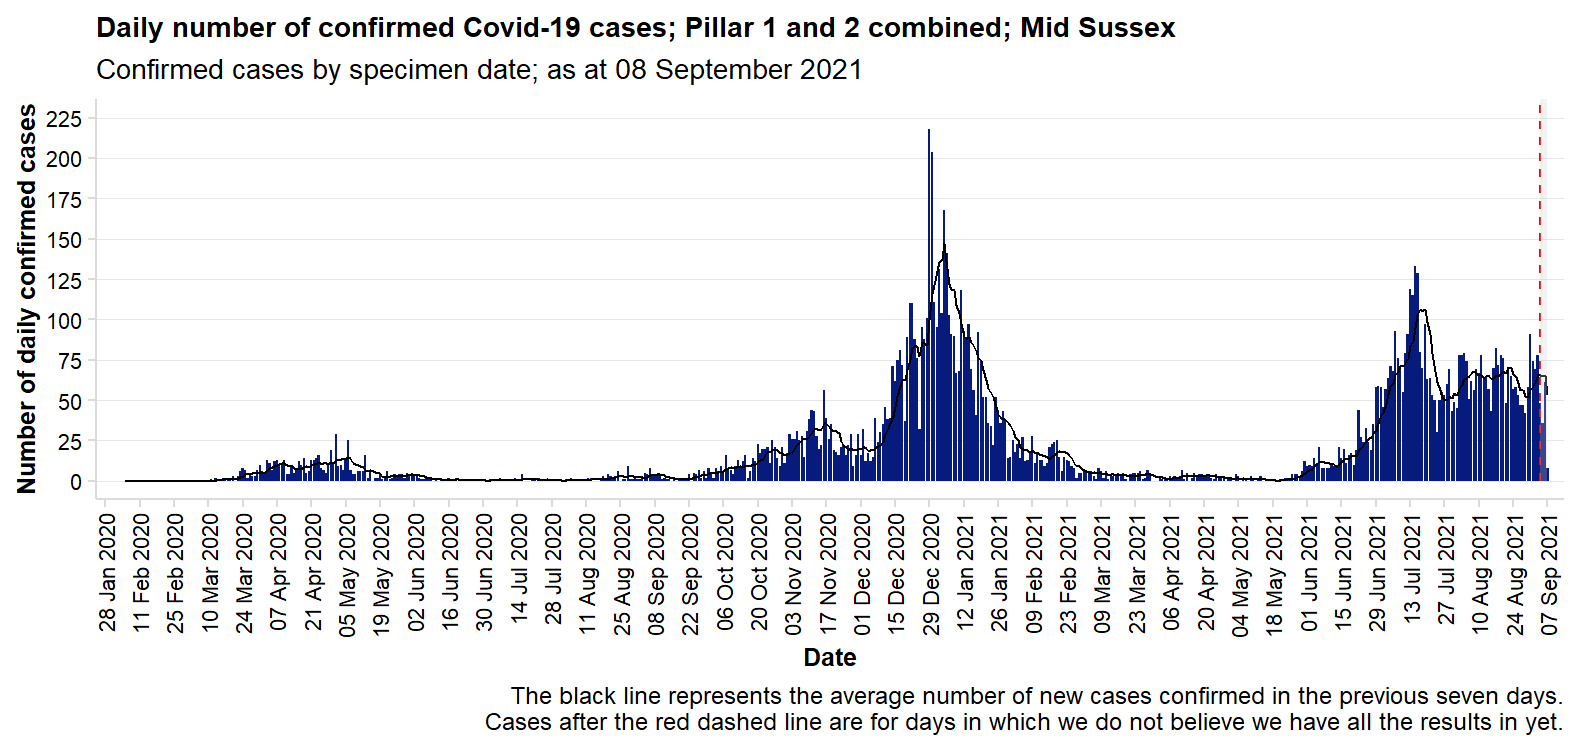 Daily number of confirmed Covid-19 cases; Pillar 1 and 2 combined; Mid Sussex
Confirmed cases by specimen date; as at 08 September 2021
Number of daily confirmed cases
225
200
175
150
125
100
75
50
25
0
28 Jan 2020
11 Feb 2020
25 Feb 2020
10 Mar 2020
24 Mar 2020
07 Apr 2020
21 Apr 2020
05 May 2020
19 May 2020
02 Jun 2020
16 Jun 2020
30 Jun 2020
14 Jul 2020
28 Jul 2020
11 Aug 2020
25 Aug 2020
08 Sep 2020
22 Sep 2020
06 Oct 2020
20 Oct 2020
03 Nov 2020
17 Nov 2020
01 Dec 2020
15 Dec 2020
29 Dec 2020
12 Jan 2021
26 Jan 2021
09 Feb 2021
23 Feb 2021
09 Mar 2021
23 Mar 2021
06 Apr 2021
20 Apr 2021
04 May 2021
18 May 2021
01 Jun 2021
15 Jun 2021
29 Jun 2021
13 Jul 2021
27 Jul 2021
10 Aug 2021
24 Aug 2021
07 Sep 2021
Date
The black line represents the average number of new cases confirmed in the previous seven days.
Cases after the red dashed line are for days in which we do not believe we have all the results in yet.